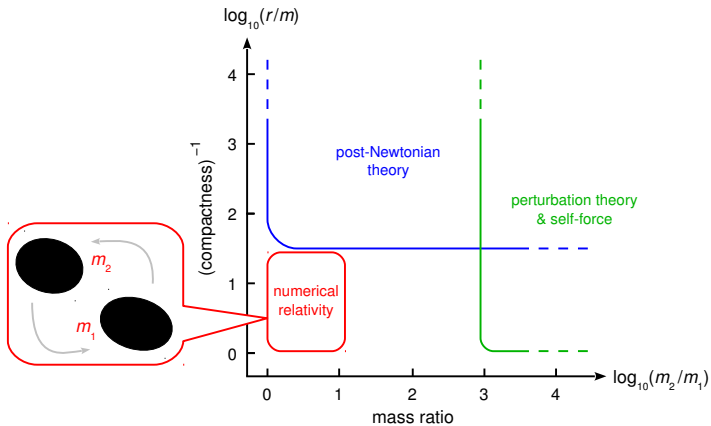 log₁₀(r/m)
4
3
2
1
0
(compactness)⁻¹
post-Newtonian
theory
perturbation theory
& self-force
numerical
relativity
m₂
m₁
0
1
2
3
4
log₁₀(m₂/m₁)
mass ratio